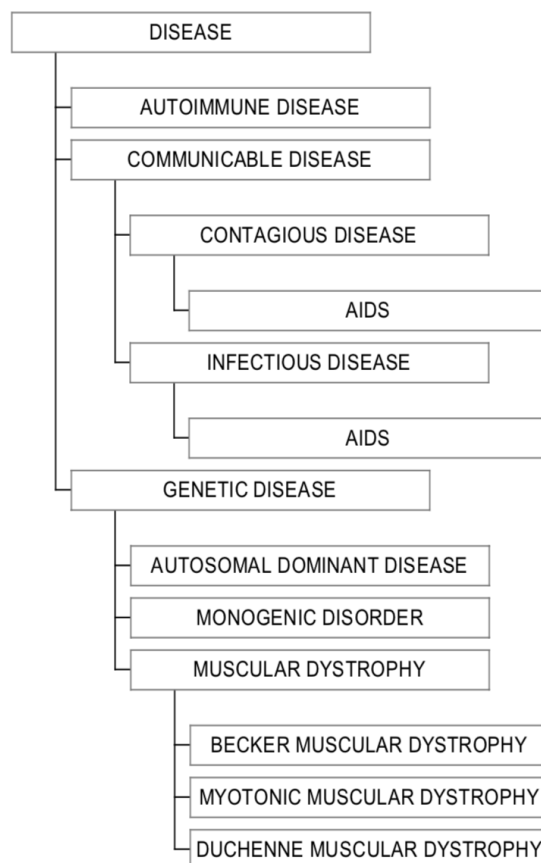 DISEASE
AUTOIMMUNE DISEASE
COMMUNICABLE DISEASE
CONTAGIOUS DISEASE
AIDS
INFECTIOUS DISEASE
AIDS
GENETIC DISEASE
AUTOSOMAL DOMINANT DISEASE
MONOGENIC DISORDER
MUSCULAR DYSTROPHY
BECKER MUSCULAR DYSTROPHY
MYOTONIC MUSCULAR DYSTROPHY
DUCHENNE MUSCULAR DYSTROPHY